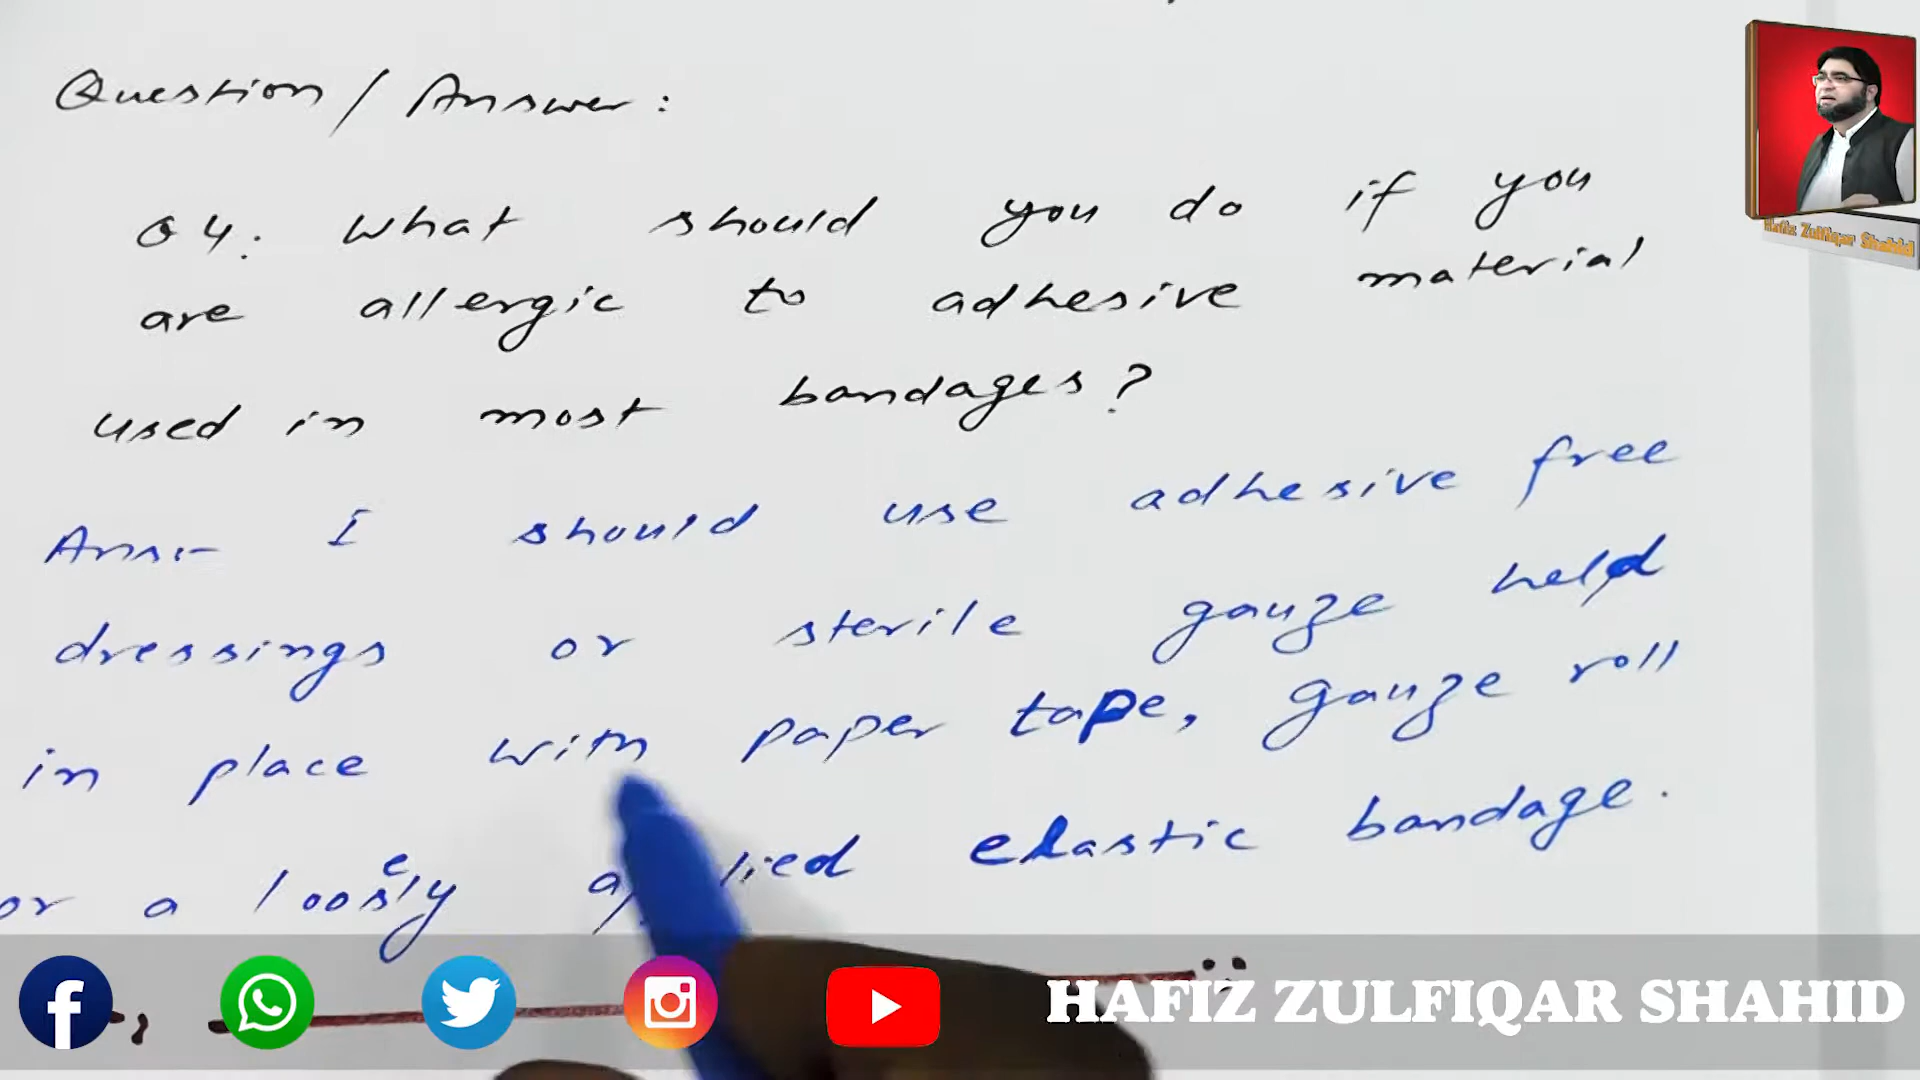 Question / Answer :
Q4. What should you do if you
are allergic to adhesive material
used in most bandages?
Ans:- I should use adhesive free
dressings or sterile gauze held
in place with paper tape, gauze roll
or a loosely elastic bandage.
Hafiz Zulfiqar Shahid
HAFIZ ZULFIQAR SHAHID